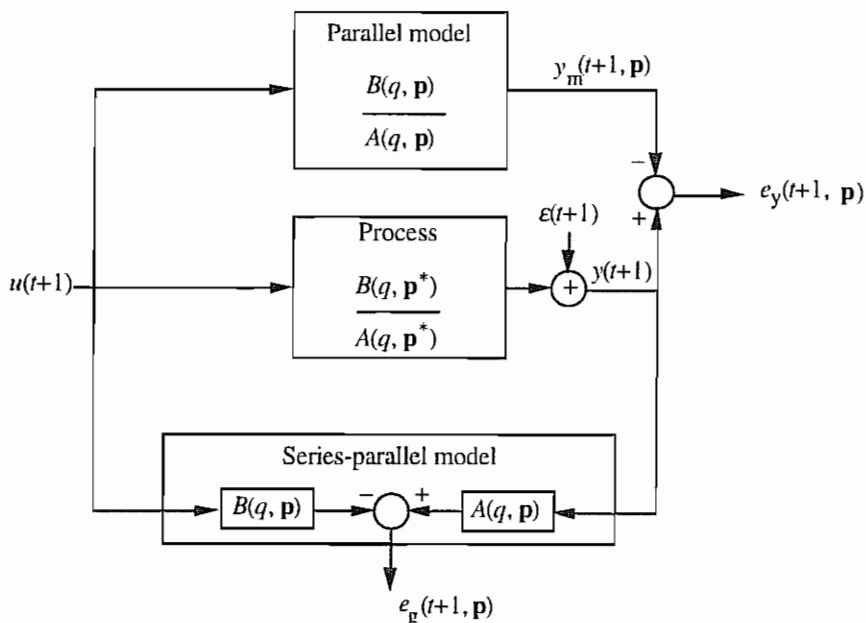 Parallel model
B(q, p)
A(q, p)
y_m(t+1, p)
−
+
e_y(t+1, p)
u(t+1)
Process
B(q, p*)
A(q, p*)
ε(t+1)
+
y(t+1)
Series-parallel model
B(q, p)
−
+
A(q, p)
e_g(t+1, p)